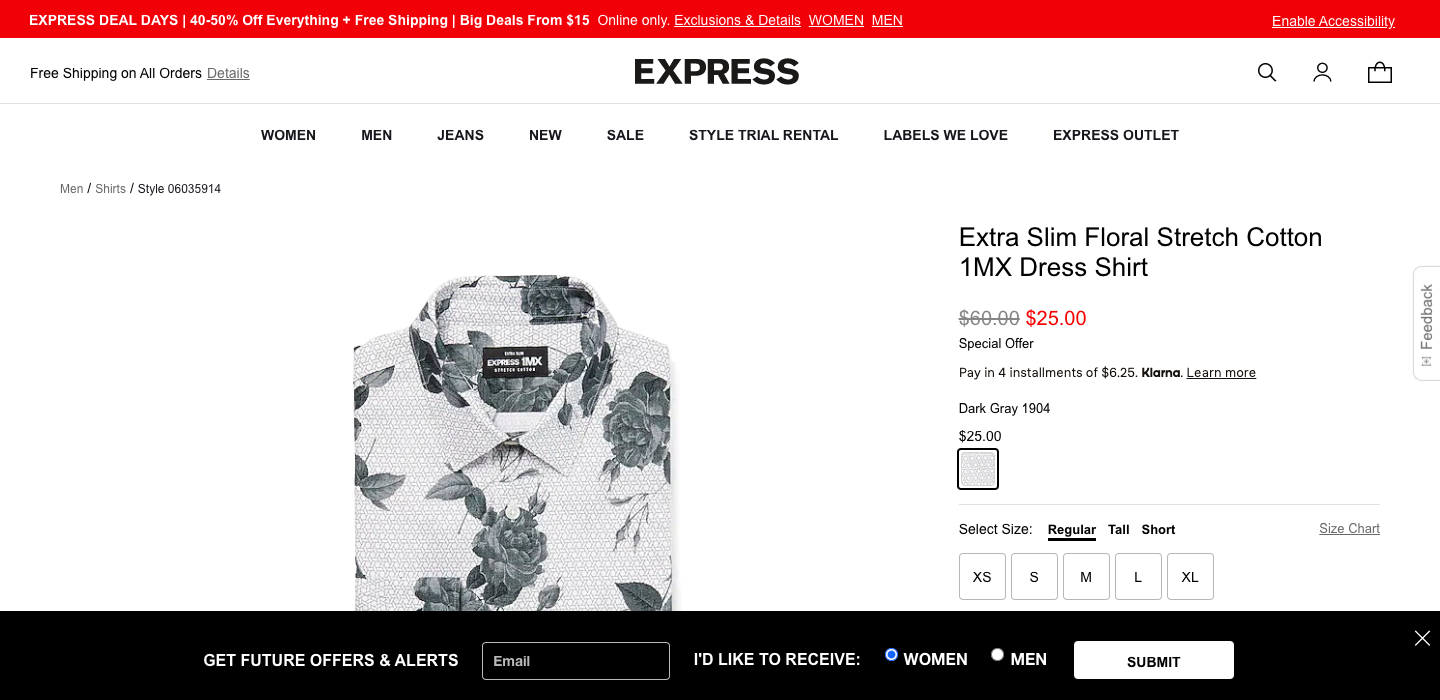 EXPRESS DEAL DAYS | 40-50% Off Everything + Free Shipping | Big Deals From $15 Online only. Exclusions & Details WOMEN MEN
Enable Accessibility
Free Shipping on All Orders Details
EXPRESS
WOMEN MEN JEANS NEW SALE STYLE TRIAL RENTAL LABELS WE LOVE EXPRESS OUTLET
Men / Shirts / Style 06035914
EXTRA SLIM
EXPRESS 1MX
STRETCH COTTON
Extra Slim Floral Stretch Cotton
1MX Dress Shirt
$60.00 $25.00
Special Offer
Pay in 4 installments of $6.25. Klarna. Learn more
Dark Gray 1904
$25.00
Select Size: Regular Tall Short Size Chart
XS S M L XL
Feedback
GET FUTURE OFFERS & ALERTS Email I'D LIKE TO RECEIVE: WOMEN MEN SUBMIT